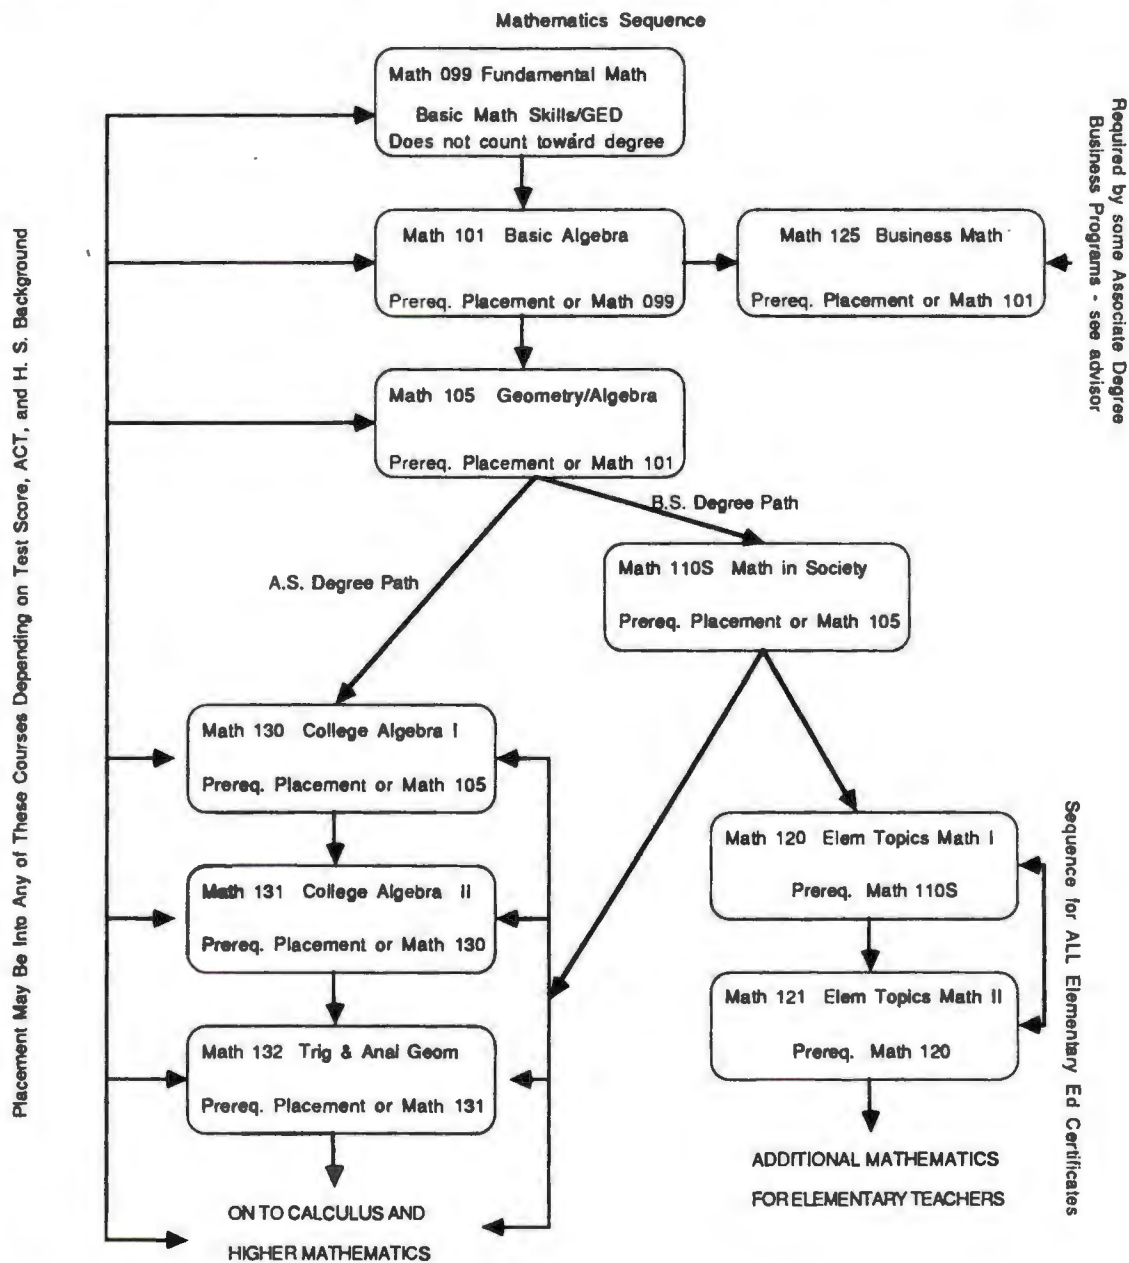 Mathematics Sequence
Math 099 Fundamental Math
Basic Math Skills/GED
Does not count toward degree
Math 101 Basic Algebra
Prereq. Placement or Math 099
Math 125 Business Math
Prereq. Placement or Math 101
Required by some Associate Degree
Business Programs - see advisor
Math 105 Geometry/Algebra
Prereq. Placement or Math 101
B.S. Degree Path
A.S. Degree Path
Math 110S Math in Society
Prereq. Placement or Math 105
Placement May Be Into Any of These Courses Depending on Test Score, ACT, and H. S. Background
Math 130 College Algebra I
Prereq. Placement or Math 105
Math 131 College Algebra II
Prereq. Placement or Math 130
Math 132 Trig & Anal Geom
Prereq. Placement or Math 131
ON TO CALCULUS AND
HIGHER MATHEMATICS
Math 120 Elem Topics Math I
Prereq. Math 110S
Math 121 Elem Topics Math II
Prereq. Math 120
ADDITIONAL MATHEMATICS
FOR ELEMENTARY TEACHERS
Sequence for ALL Elementary Ed Certificates